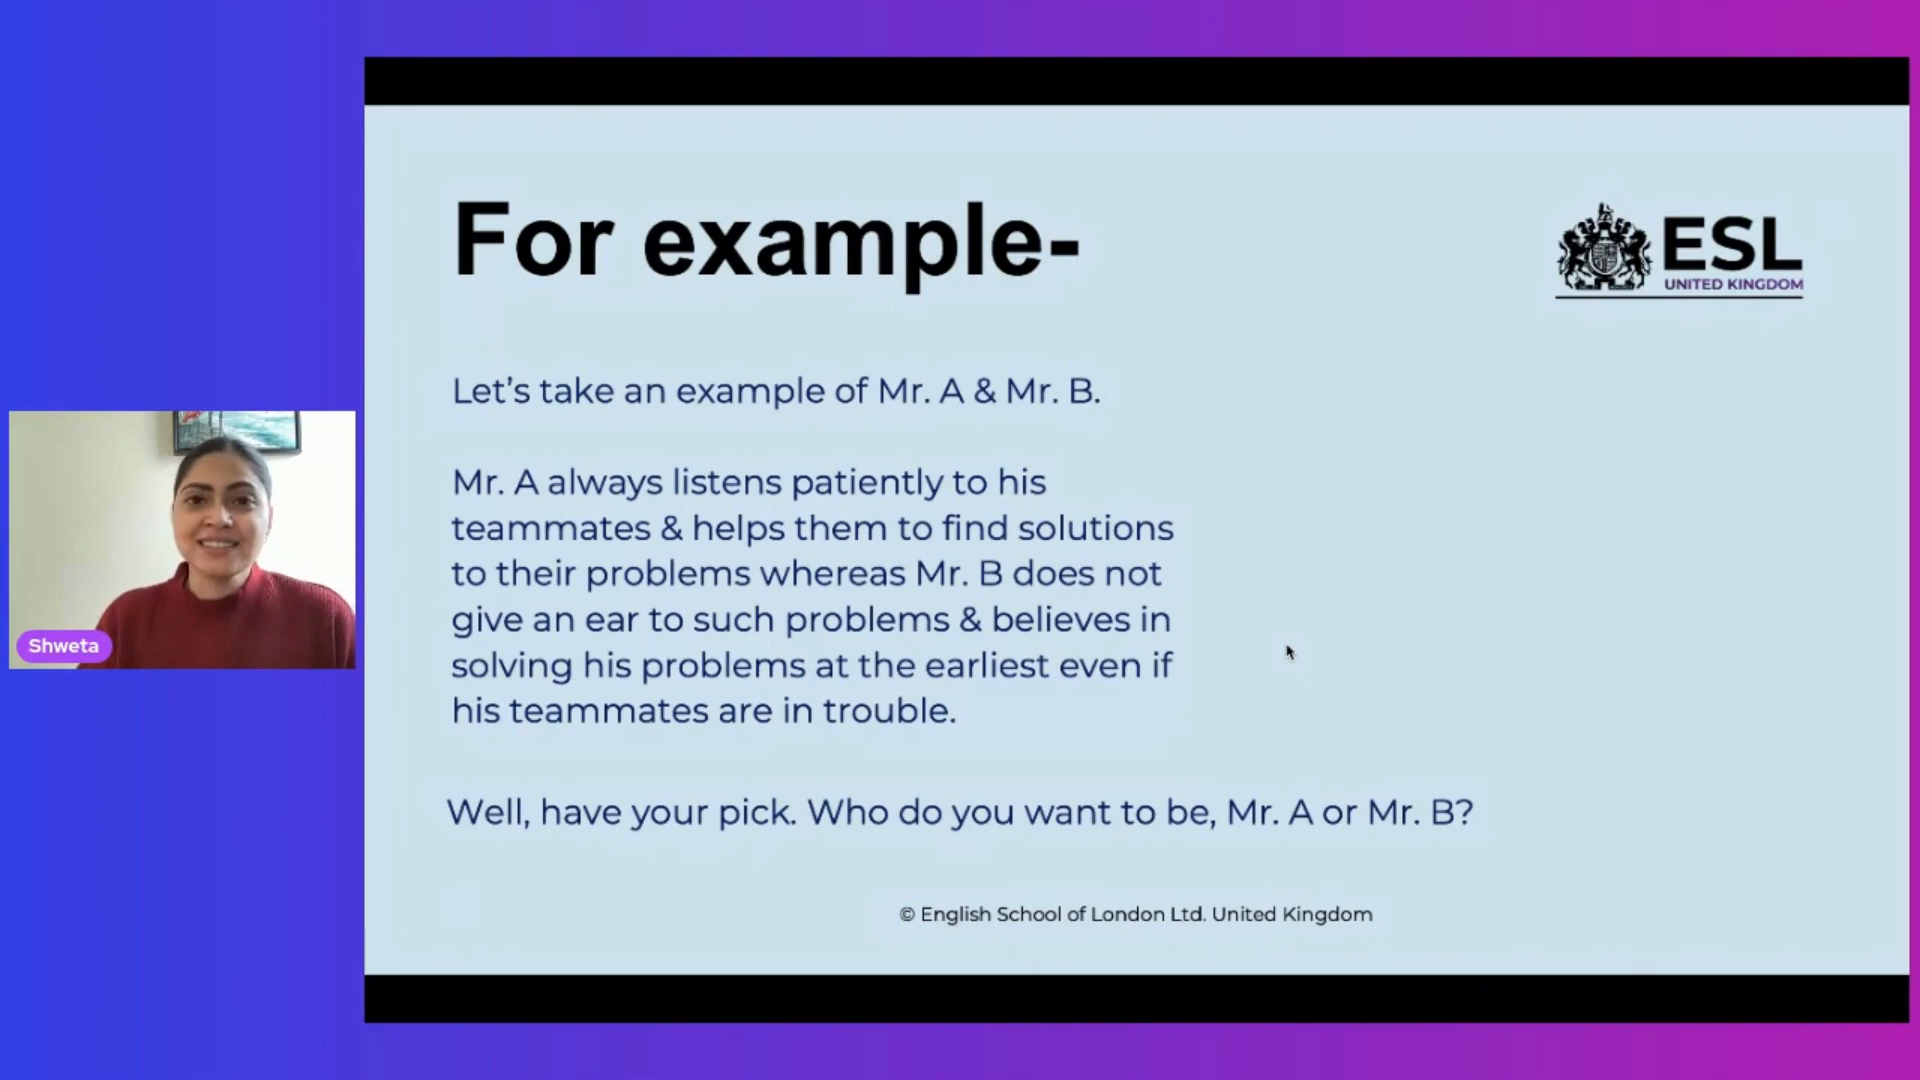 For example-
ESL
UNITED KINGDOM
Let’s take an example of Mr. A & Mr. B.
Mr. A always listens patiently to his
teammates & helps them to find solutions
to their problems whereas Mr. B does not
give an ear to such problems & believes in
solving his problems at the earliest even if
his teammates are in trouble.
Shweta
Well, have your pick. Who do you want to be, Mr. A or Mr. B?
© English School of London Ltd. United Kingdom